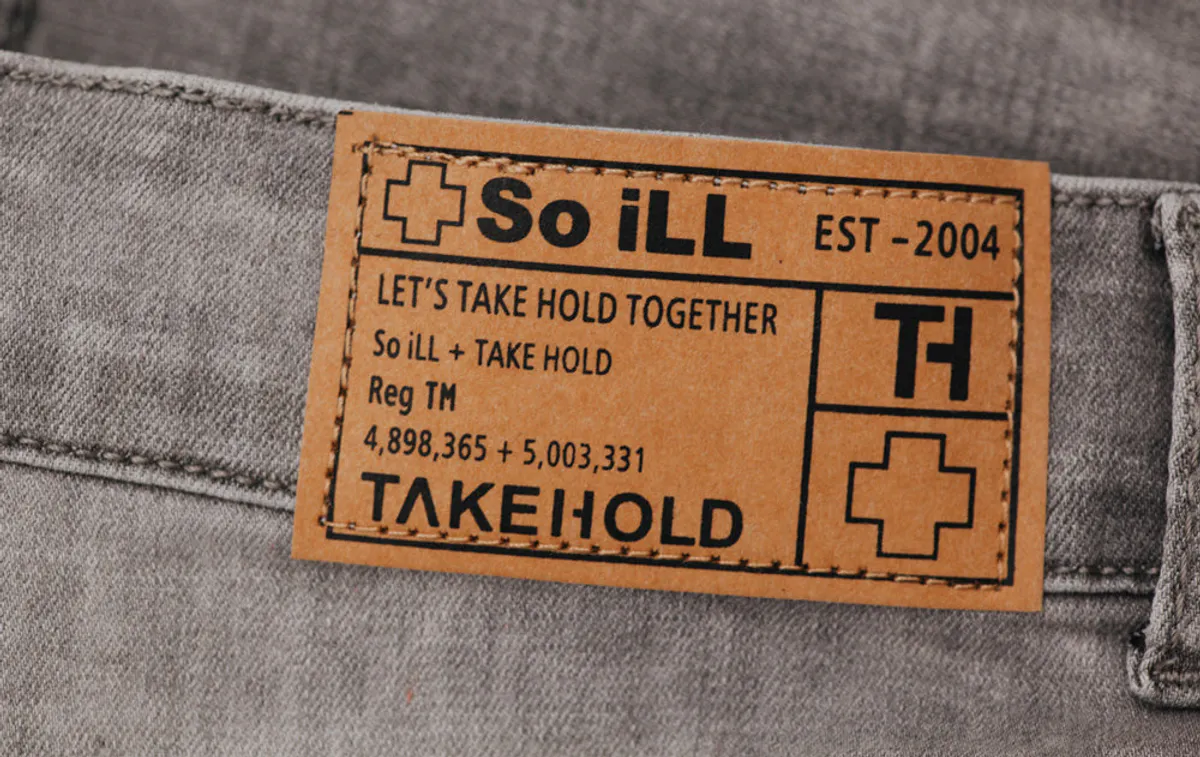 So iLL
EST -2004
LET'S TAKE HOLD TOGETHER
So iLL + TAKE HOLD
Reg TM
4,898,365 + 5,003,331
TAKEHOLD
TH